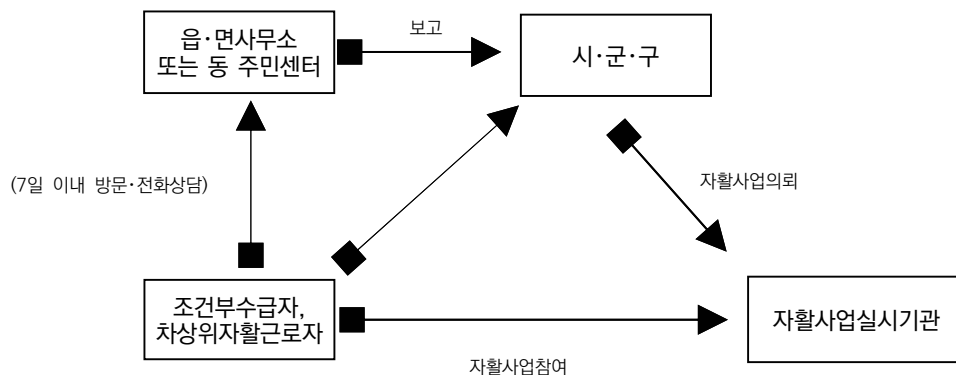 읍·면사무소
또는 동 주민센터
보고
시·군·구
(7일 이내 방문·전화상담)
자활사업의뢰
조건부수급자,
차상위자활근로자
자활사업실시기관
자활사업참여